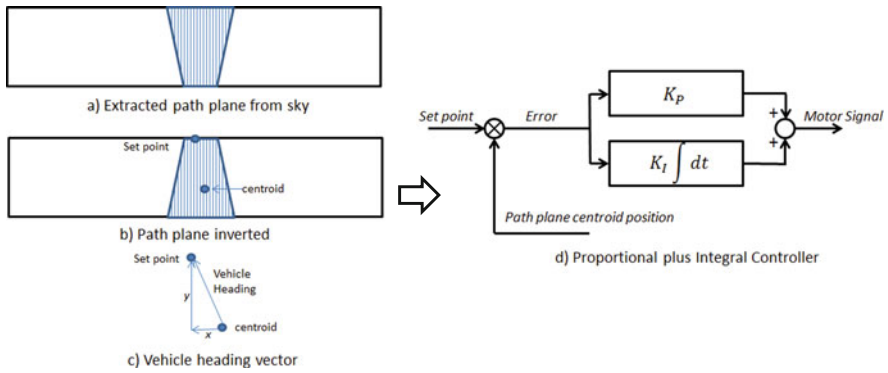 a) Extracted path plane from sky
Set point
centroid
b) Path plane inverted
Set point
Vehicle
Heading
y
centroid
x
c) Vehicle heading vector
Set point
Error
K_P
+
+
Motor Signal
K_I ∫ dt
Path plane centroid position
d) Proportional plus Integral Controller